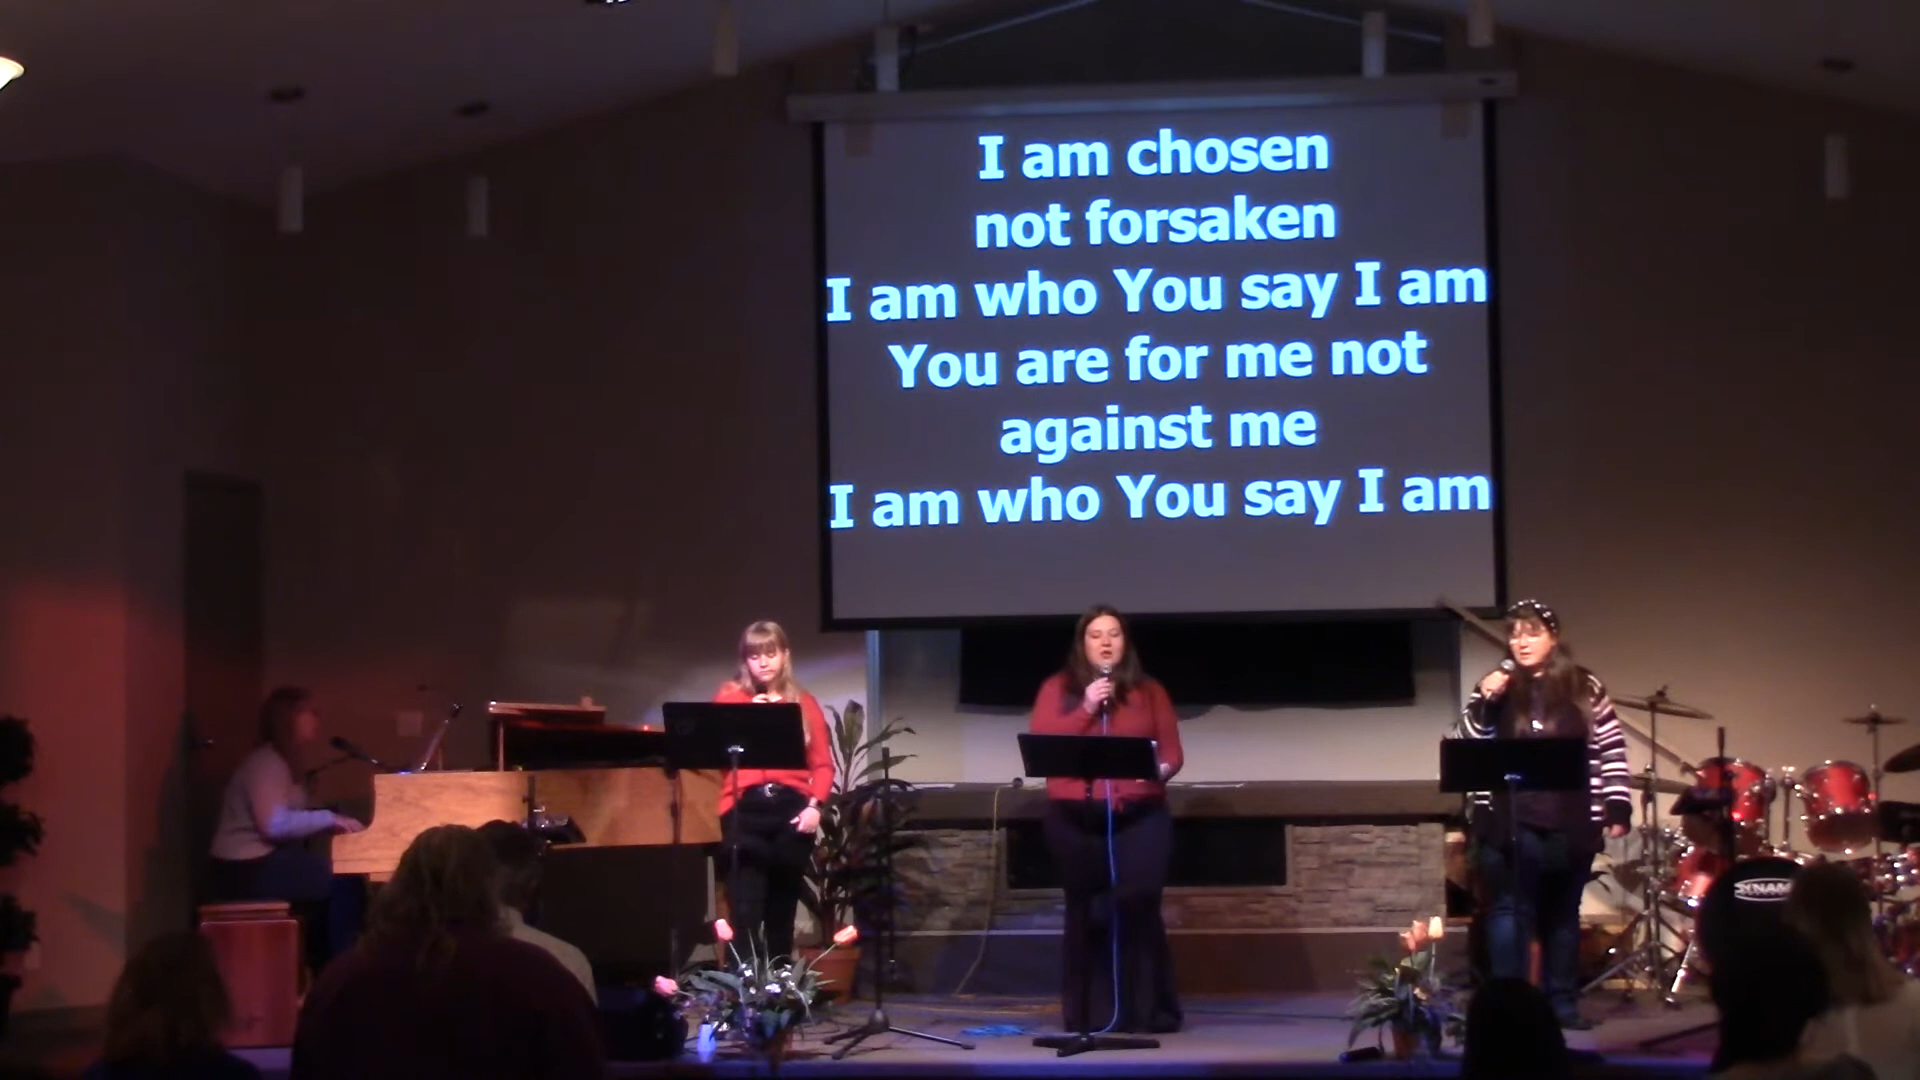 I am chosen
not forsaken
I am who You say I am
You are for me not
against me
I am who You say I am